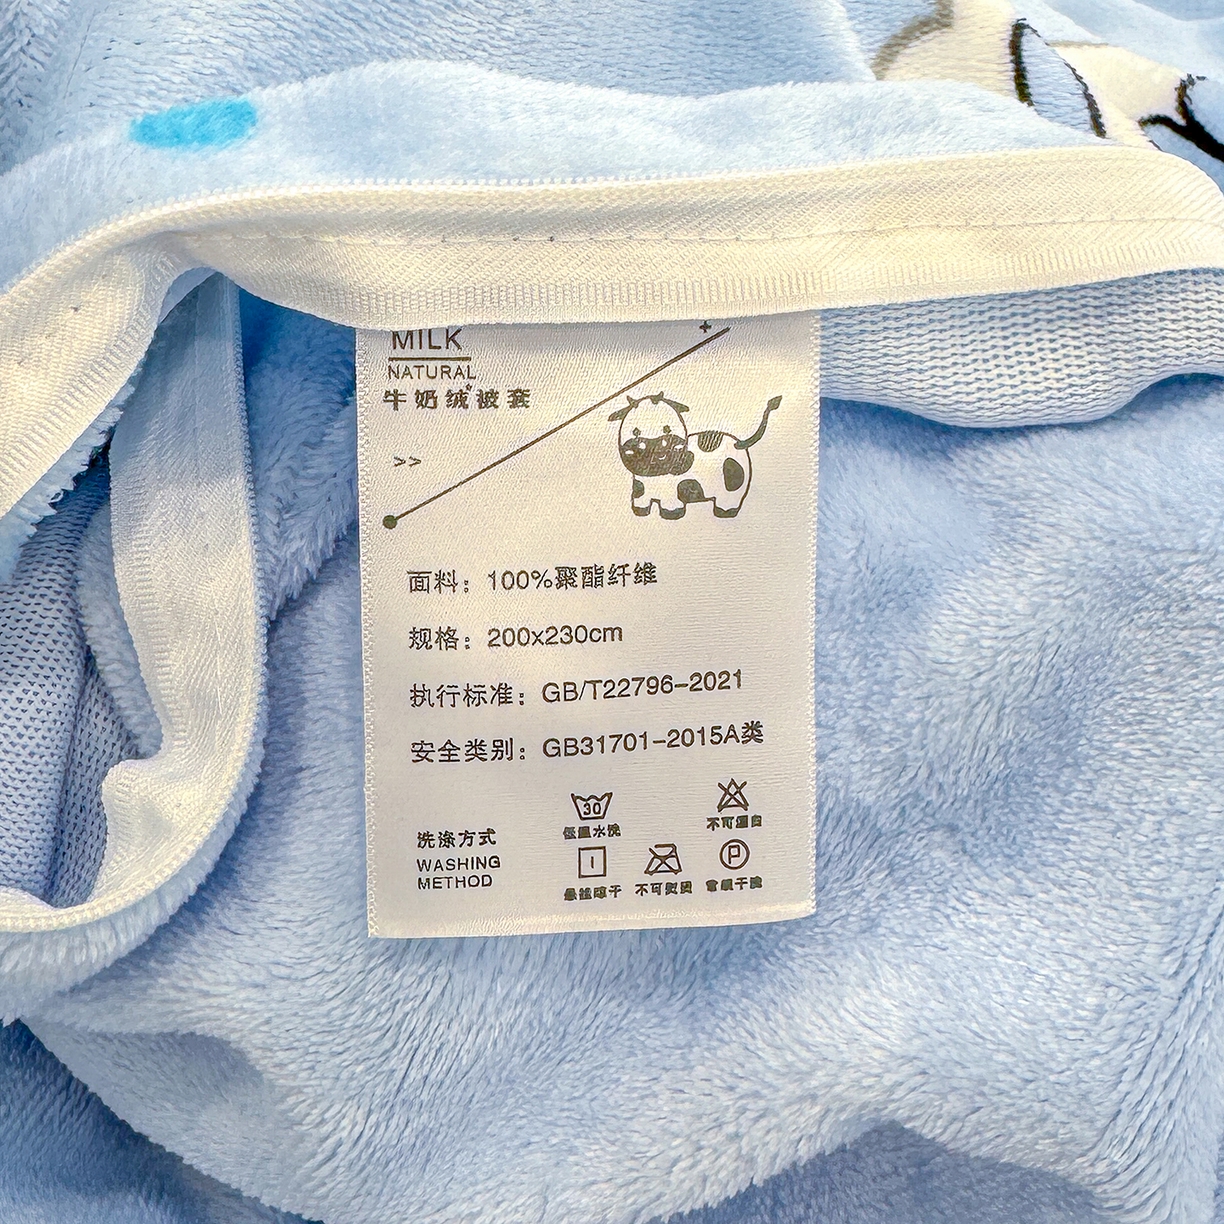 MILK
NATURAL
牛奶绒被套
>>
面料：100%聚酯纤维
规格：200x230cm
执行标准：GB/T22796-2021
安全类别：GB31701-2015A类
洗涤方式
WASHING
METHOD
30
低温水洗
不可漂白
悬挂晾干
不可熨烫
P
常规干洗